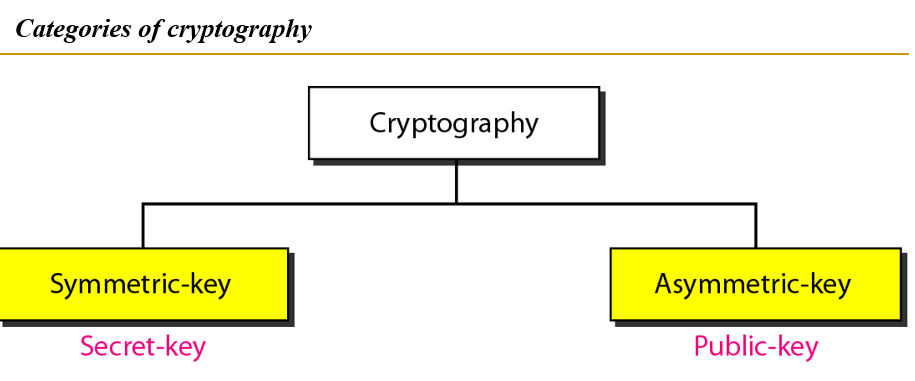 Categories of cryptography
Cryptography
Symmetric-key
Asymmetric-key
Secret-key
Public-key